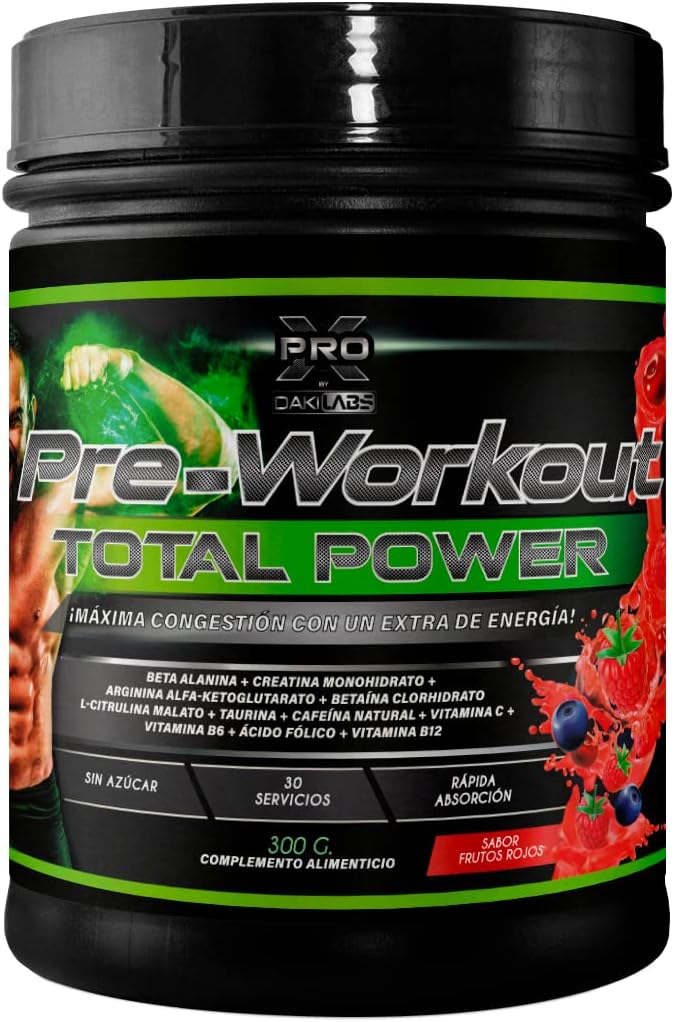 X
PRO
BY
DAKI LABS
Pre-Workout
TOTAL POWER
¡MÁXIMA CONGESTIÓN CON UN EXTRA DE ENERGÍA!
BETA ALANINA + CREATINA MONOHIDRATO +
ARGININA ALFA-KETOGLUTARATO + BETAÍNA CLORHIDRATO
L-CITRULINA MALATO + TAURINA + CAFEÍNA NATURAL + VITAMINA C +
VITAMINA B6 + ÁCIDO FÓLICO + VITAMINA B12
SIN AZÚCAR
30
SERVICIOS
RÁPIDA
ABSORCIÓN
300 G.
COMPLEMENTO ALIMENTICIO
SABOR
FRUTOS ROJOS